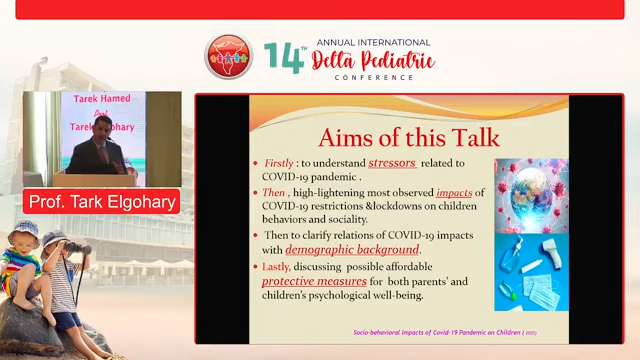 14TH
ANNUAL INTERNATIONAL
Delta Pediatric
CONFERENCE
Tarek Hamed
Tarek
Prof. Tark Elgohary
Aims of this Talk
• Firstly : to understand stressors related to
COVID-19 pandemic .
• Then , high-lightening most observed impacts of
COVID-19 restrictions &lockdowns on children
behaviors and sociality.
Then to clarify relations of COVID-19 impacts
with demographic background.
• Lastly, discussing possible affordable
protective measures for both parents' and
children's psychological well-being.
Socio-behavioral Impacts of Covid-19 Pandemic on Children ( 2022)